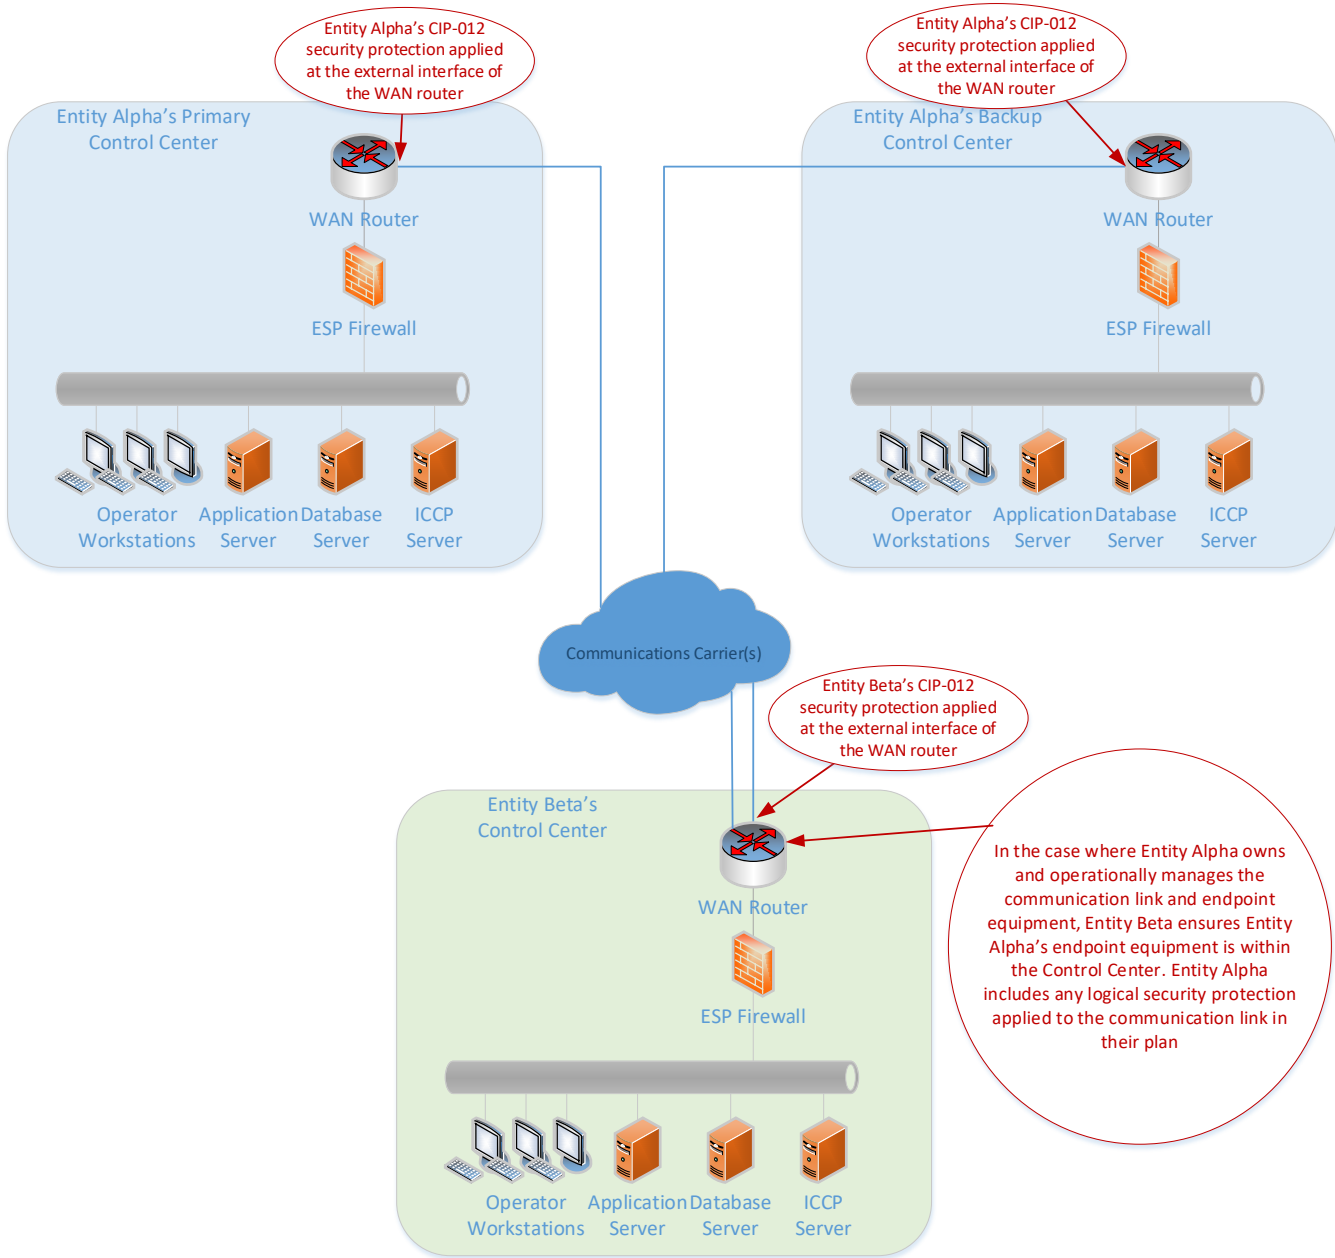 Entity Alpha’s CIP-012
security protection applied
at the external interface of
the WAN router
Entity Alpha’s CIP-012
security protection applied
at the external interface of
the WAN router
Entity Alpha’s Primary
Control Center
WAN Router
ESP Firewall
Operator
Workstations
Application
Server
Database
Server
ICCP
Server
Entity Alpha’s Backup
Control Center
WAN Router
ESP Firewall
Operator
Workstations
Application
Server
Database
Server
ICCP
Server
Communications Carrier(s)
Entity Beta’s CIP-012
security protection applied
at the external interface of
the WAN router
Entity Beta’s
Control Center
WAN Router
ESP Firewall
Operator
Workstations
Application
Server
Database
Server
ICCP
Server
In the case where Entity Alpha owns
and operationally manages the
communication link and endpoint
equipment, Entity Beta ensures Entity
Alpha’s endpoint equipment is within
the Control Center. Entity Alpha
includes any logical security protection
applied to the communication link in
their plan